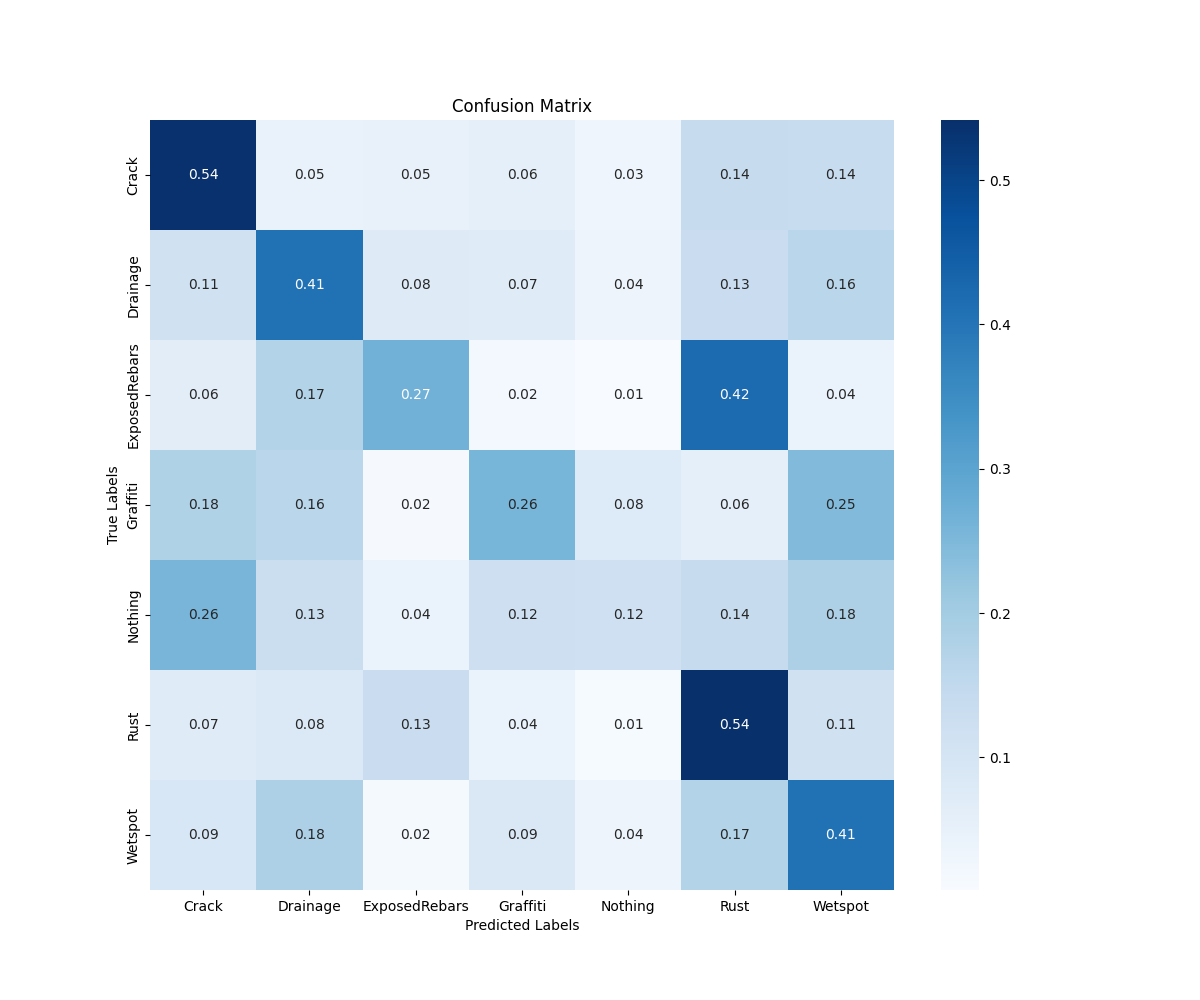 Confusion Matrix
Crack 0.54 0.05 0.05 0.06 0.03 0.14 0.14
Drainage 0.11 0.41 0.08 0.07 0.04 0.13 0.16
ExposedRebars 0.06 0.17 0.27 0.02 0.01 0.42 0.04
Graffiti 0.18 0.16 0.02 0.26 0.08 0.06 0.25
Nothing 0.26 0.13 0.04 0.12 0.12 0.14 0.18
Rust 0.07 0.08 0.13 0.04 0.01 0.54 0.11
Wetspot 0.09 0.18 0.02 0.09 0.04 0.17 0.41
True Labels
Crack Drainage ExposedRebars Graffiti Nothing Rust Wetspot
Predicted Labels
0.5
0.4
0.3
0.2
0.1